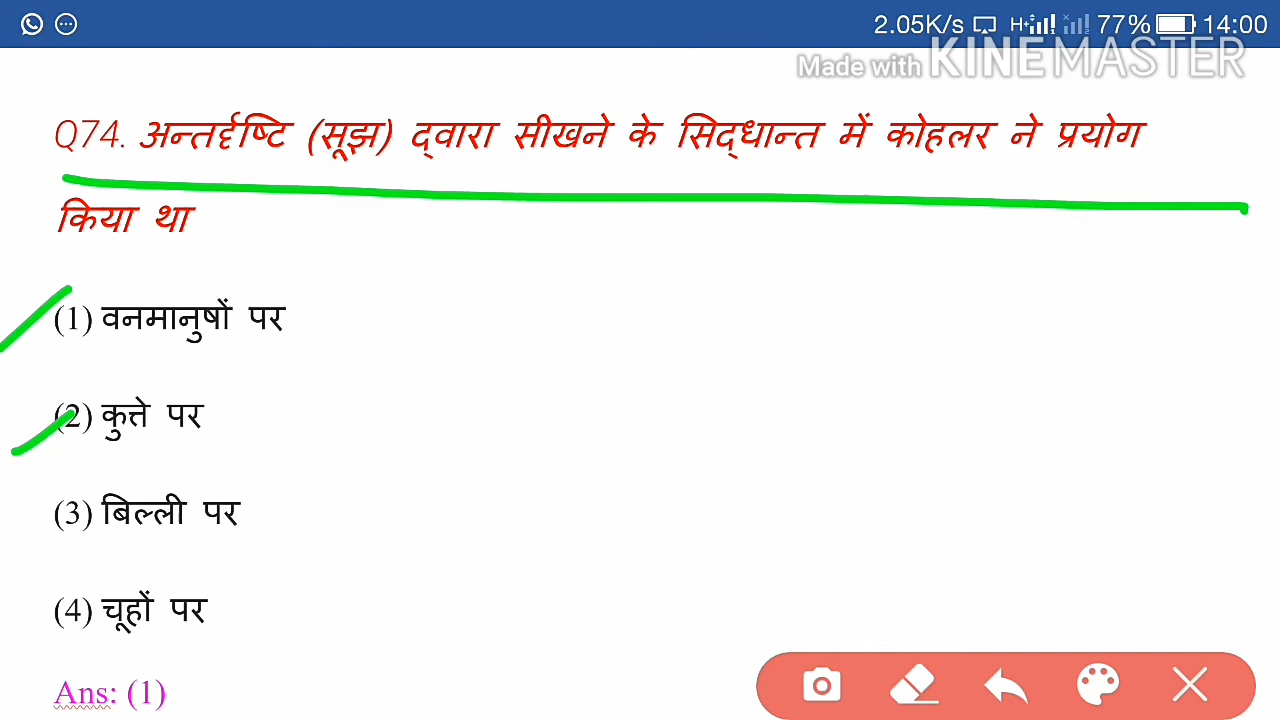 2.05K/s H+ 77% 14:00
Made with KINEMASTER
Q74. अन्तर्दृष्टि (सूझ) द्वारा सीखने के सिद्धान्त में कोहलर ने प्रयोग
किया था
(1) वनमानुषों पर
(2) कुत्ते पर
(3) बिल्ली पर
(4) चूहों पर
Ans: (1)